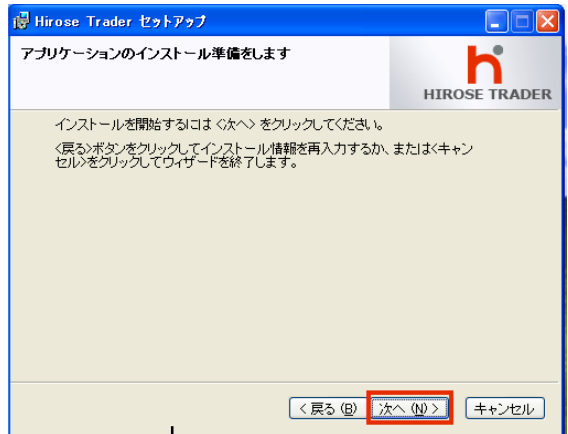 Hirose Trader セットアップ
アプリケーションのインストール準備をします
HIROSE TRADER
インストールを開始するには <次へ> をクリックしてください。
<戻る>ボタンをクリックしてインストール情報を再入力するか、または<キャン
セル>をクリックしてウィザードを終了します。
< 戻る (B)
次へ (N) >
キャンセル